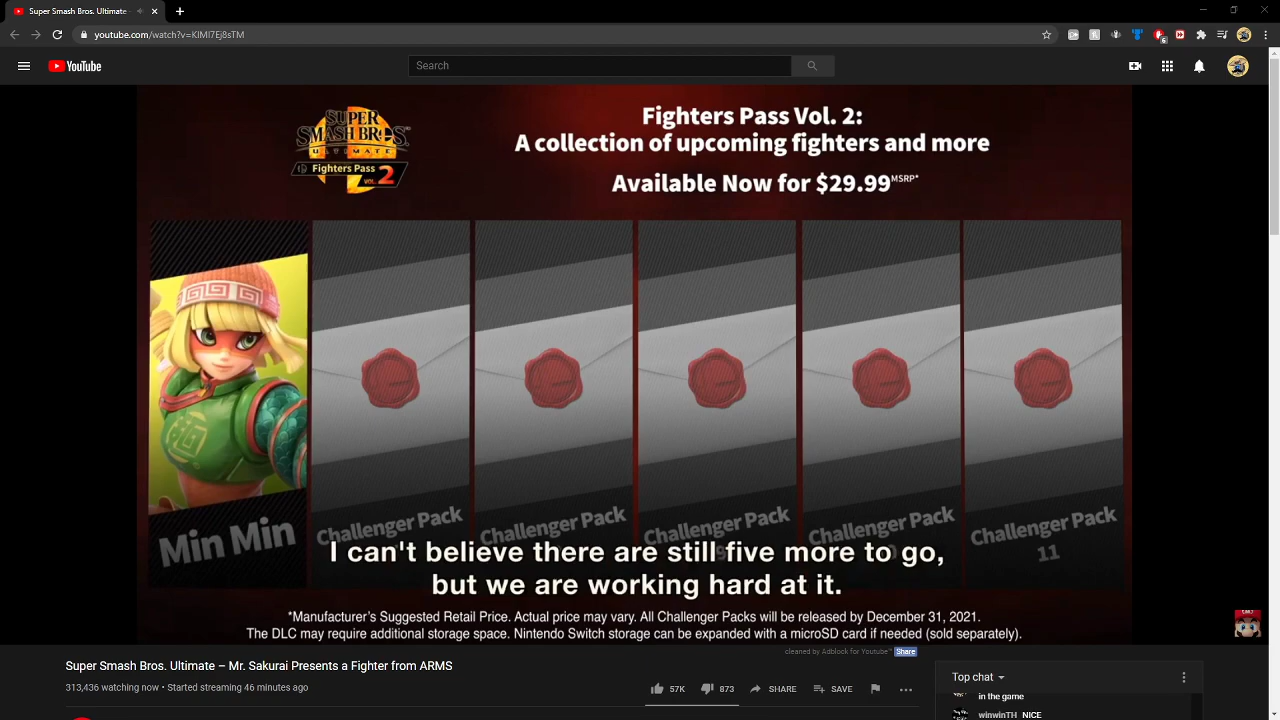 Super Smash Bros. Ultimate –
youtube.com/watch?v=KIMI7Ej8sTM
6
YouTube
Search
SUPER
SMASH BROS.
ULTIMATE
Fighters Pass
VOL. 2
Fighters Pass Vol. 2:
A collection of upcoming fighters and more
Available Now for $29.99MSRP*
Min Min
Challenger Pack
Challenger Pack
Challenger Pack
Challenger Pack
Challenger Pack
11
I can't believe there are still five more to go,
but we are working hard at it.
*Manufacturer's Suggested Retail Price. Actual price may vary. All Challenger Packs will be released by December 31, 2021.
The DLC may require additional storage space. Nintendo Switch storage can be expanded with a microSD card if needed (sold separately).
cleaned by Adblock for Youtube™ Share
Super Smash Bros. Ultimate – Mr. Sakurai Presents a Fighter from ARMS
313,436 watching now • Started streaming 46 minutes ago
57K 873 SHARE SAVE
Top chat
in the game
winwinTH NICE